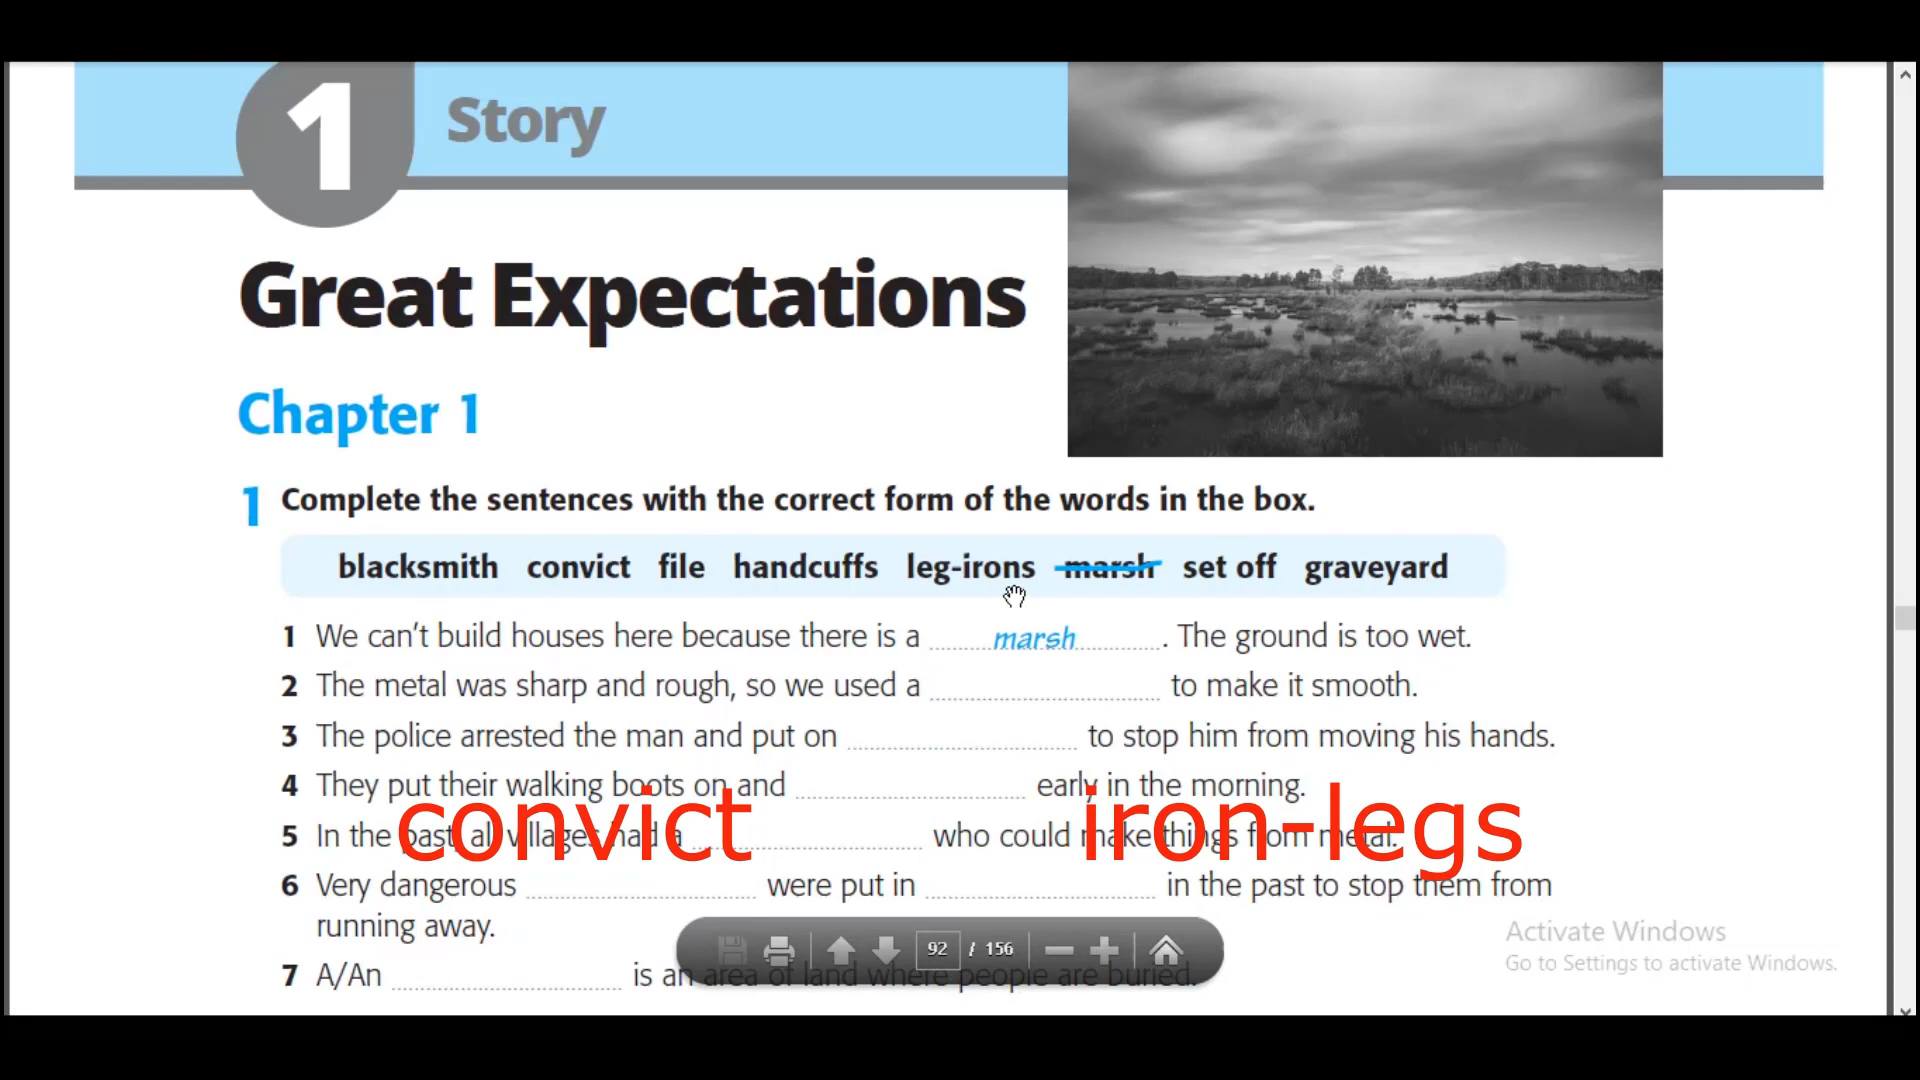 1 Story
Great Expectations
Chapter 1
1 Complete the sentences with the correct form of the words in the box.
blacksmith convict file handcuffs leg-irons marsh set off graveyard
1 We can't build houses here because there is a marsh. The ground is too wet.
2 The metal was sharp and rough, so we used a to make it smooth.
3 The police arrested the man and put on to stop him from moving his hands.
4 They put their walking boots on and early in the morning.
convict iron-legs
5 In the past, all villages had a who could make things from metal.
6 Very dangerous were put in in the past to stop them from
running away.
Activate Windows
92 / 156
Go to Settings to activate Windows.
7 A/An is an area of land where people are buried.